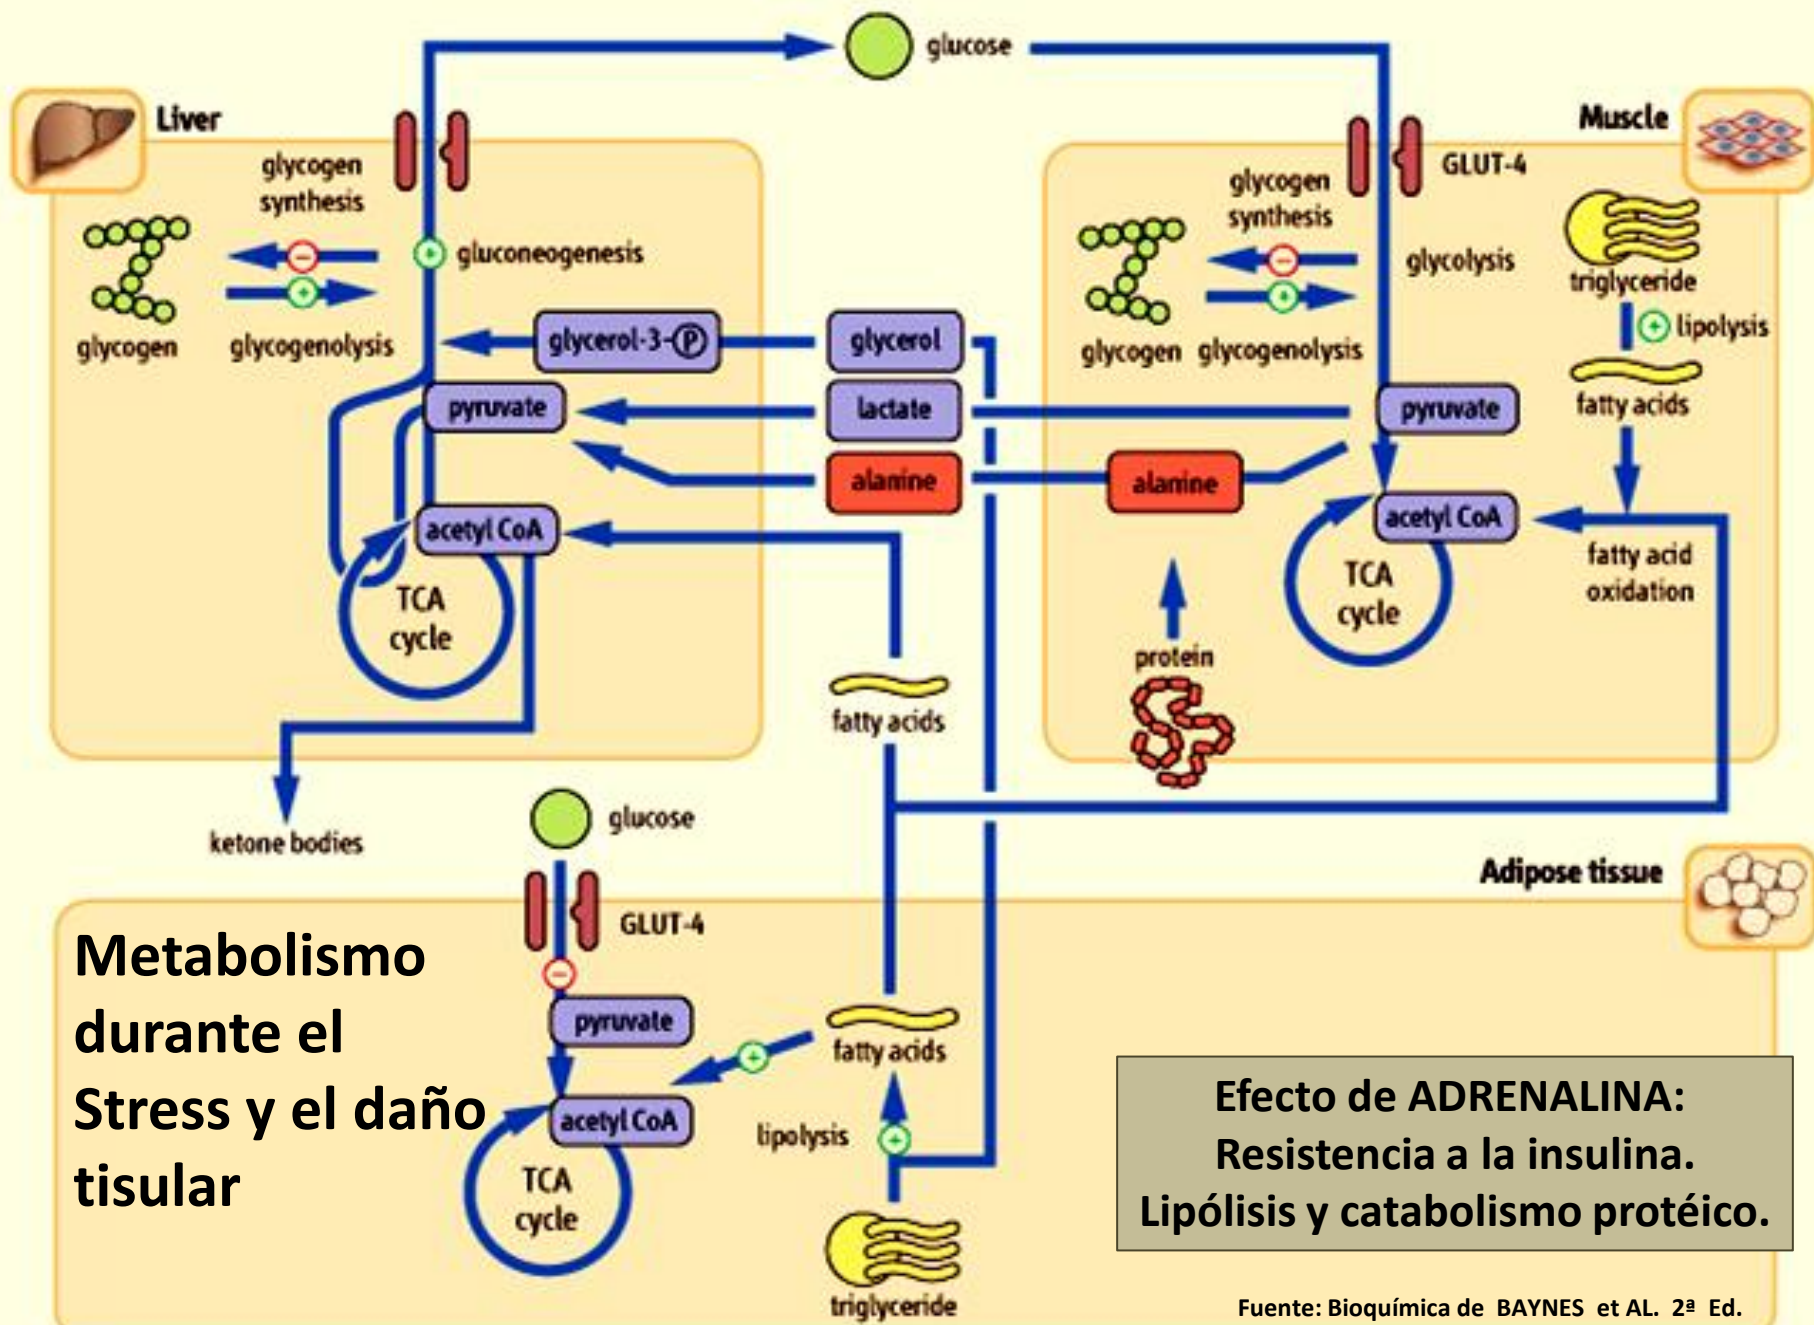 glucose
Liver
glycogen
synthesis
gluconeogenesis
glycogen
glycogenolysis
glycerol-3-Ⓟ
pyruvate
acetyl CoA
TCA
cycle
ketone bodies
glycerol
lactate
alanine
fatty acids
Muscle
GLUT-4
glycogen
synthesis
glycolysis
glycogen
glycogenolysis
triglyceride
lipolysis
fatty acids
pyruvate
alanine
acetyl CoA
fatty acid
oxidation
TCA
cycle
protein
glucose
Adipose tissue
GLUT-4
Metabolismo
durante el
Stress y el daño
tisular
pyruvate
fatty acids
acetyl CoA
lipolysis
TCA
cycle
triglyceride
Efecto de ADRENALINA:
Resistencia a la insulina.
Lipólisis y catabolismo protéico.
Fuente: Bioquímica de BAYNES et AL. 2ª Ed.